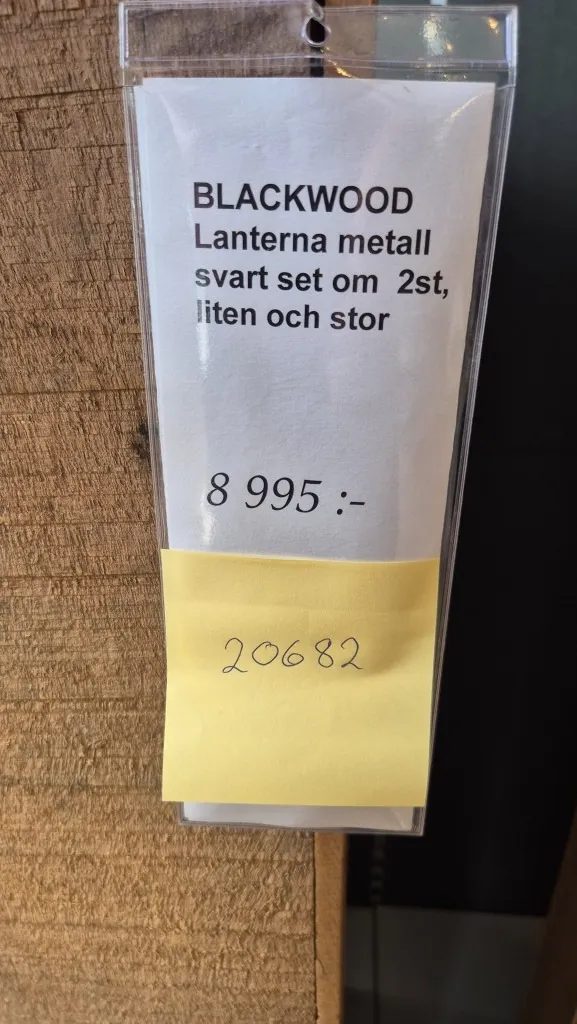 BLACKWOOD
Lanterna metall
svart set om 2st,
liten och stor
8 995 :-
20682